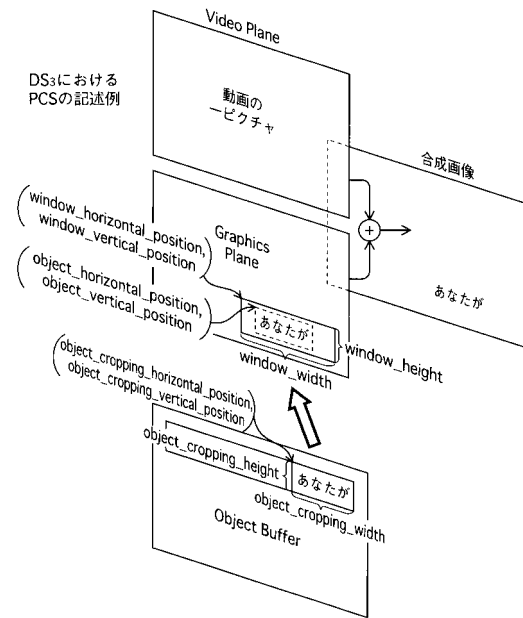 Video Plane
DS3における
PCSの記述例
動画の
一ピクチャ
合成画像
window_horizontal_position,
window_vertical_position
Graphics
Plane
object_horizontal_position,
object_vertical_position
あなたが
あなたが
window_height
window_width
object_cropping_horizontal_position,
object_cropping_vertical_position
object_cropping_height
あなたが
object_cropping_width
Object Buffer